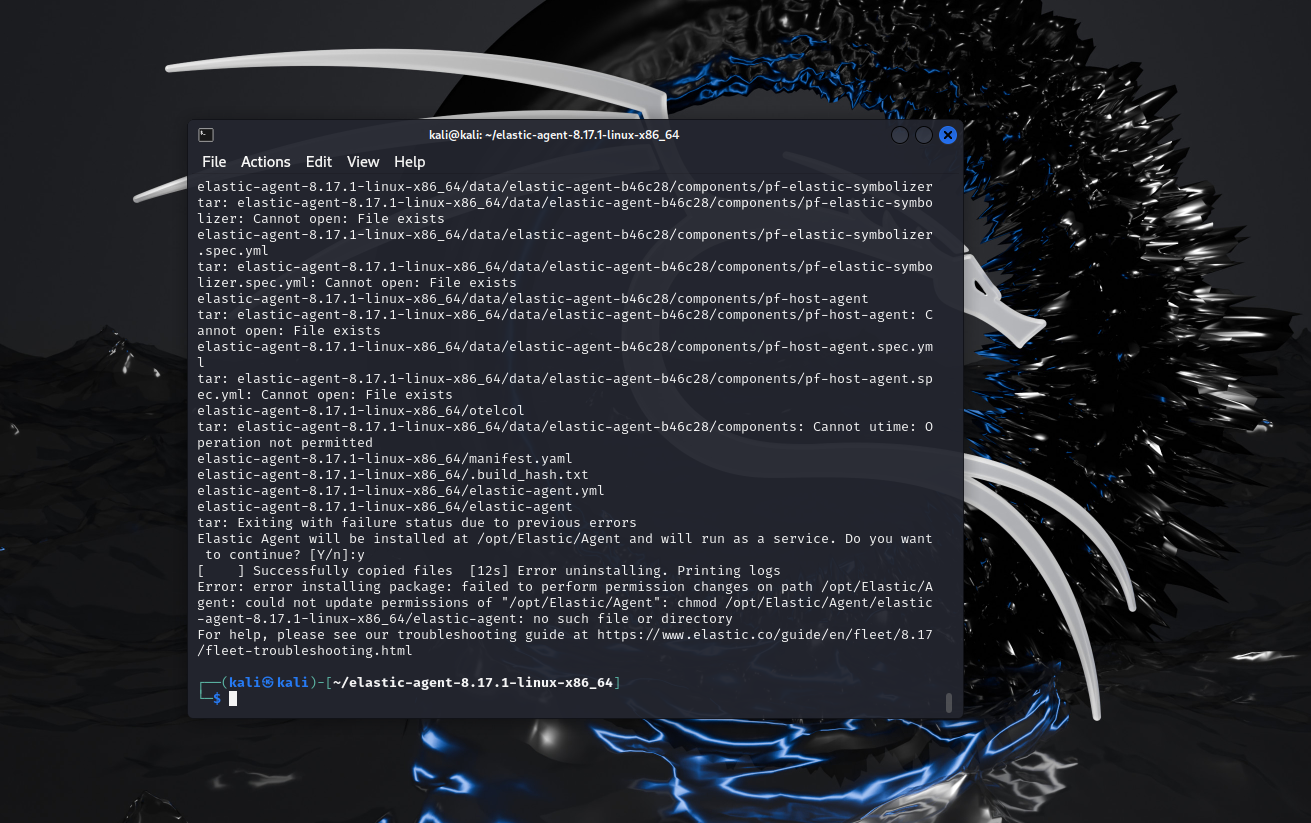 kali@kali: ~/elastic-agent-8.17.1-linux-x86_64
File Actions Edit View Help
elastic-agent-8.17.1-linux-x86_64/data/elastic-agent-b46c28/components/pf-elastic-symbolizer
tar: elastic-agent-8.17.1-linux-x86_64/data/elastic-agent-b46c28/components/pf-elastic-symbo
lizer: Cannot open: File exists
elastic-agent-8.17.1-linux-x86_64/data/elastic-agent-b46c28/components/pf-elastic-symbolizer
.spec.yml
tar: elastic-agent-8.17.1-linux-x86_64/data/elastic-agent-b46c28/components/pf-elastic-symbo
lizer.spec.yml: Cannot open: File exists
elastic-agent-8.17.1-linux-x86_64/data/elastic-agent-b46c28/components/pf-host-agent
tar: elastic-agent-8.17.1-linux-x86_64/data/elastic-agent-b46c28/components/pf-host-agent: C
annot open: File exists
elastic-agent-8.17.1-linux-x86_64/data/elastic-agent-b46c28/components/pf-host-agent.spec.ym
l
tar: elastic-agent-8.17.1-linux-x86_64/data/elastic-agent-b46c28/components/pf-host-agent.sp
ec.yml: Cannot open: File exists
elastic-agent-8.17.1-linux-x86_64/otelcol
tar: elastic-agent-8.17.1-linux-x86_64/data/elastic-agent-b46c28/components: Cannot utime: O
peration not permitted
elastic-agent-8.17.1-linux-x86_64/manifest.yaml
elastic-agent-8.17.1-linux-x86_64/.build_hash.txt
elastic-agent-8.17.1-linux-x86_64/elastic-agent.yml
elastic-agent-8.17.1-linux-x86_64/elastic-agent
tar: Exiting with failure status due to previous errors
Elastic Agent will be installed at /opt/Elastic/Agent and will run as a service. Do you want
 to continue? [Y/n]:y
[    ] Successfully copied files  [12s] Error uninstalling. Printing logs
Error: error installing package: failed to perform permission changes on path /opt/Elastic/A
gent: could not update permissions of "/opt/Elastic/Agent": chmod /opt/Elastic/Agent/elastic
-agent-8.17.1-linux-x86_64/elastic-agent: no such file or directory
For help, please see our troubleshooting guide at https://www.elastic.co/guide/en/fleet/8.17
/fleet-troubleshooting.html
┌──(kali㉿kali)-[~/elastic-agent-8.17.1-linux-x86_64]
└─$